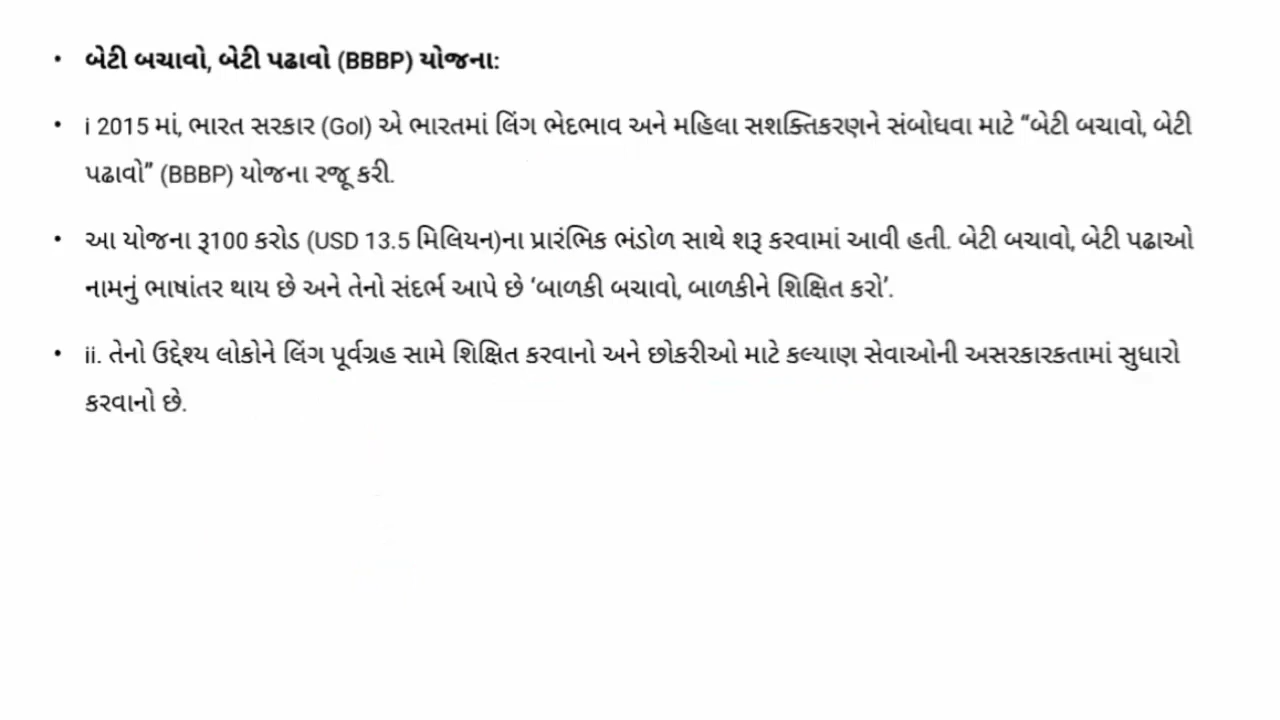 • બેટી બચાવો, બેટી પઢાવો (BBBP) યોજના:
• i 2015 માં, ભારત સરકાર (GoI) એ ભારતમાં લિંગ ભેદભાવ અને મહિલા સશક્તિકરણને સંબોધવા માટે “બેટી બચાવો, બેટી
પઢાવો” (BBBP) યોજના રજૂ કરી.
• આ યોજના રૂ100 કરોડ (USD 13.5 મિલિયન)ના પ્રારંભિક ભંડોળ સાથે શરૂ કરવામાં આવી હતી. બેટી બચાવો, બેટી પઢાઓ
નામનું ભાષાંતર થાય છે અને તેનો સંદર્ભ આપે છે ‘બાળકી બચાવો, બાળકીને શિક્ષિત કરો’.
• ii. તેનો ઉદ્દેશ્ય લોકોને લિંગ પૂર્વગ્રહ સામે શિક્ષિત કરવાનો અને છોકરીઓ માટે કલ્યાણ સેવાઓની અસરકારકતામાં સુધારો
કરવાનો છે.